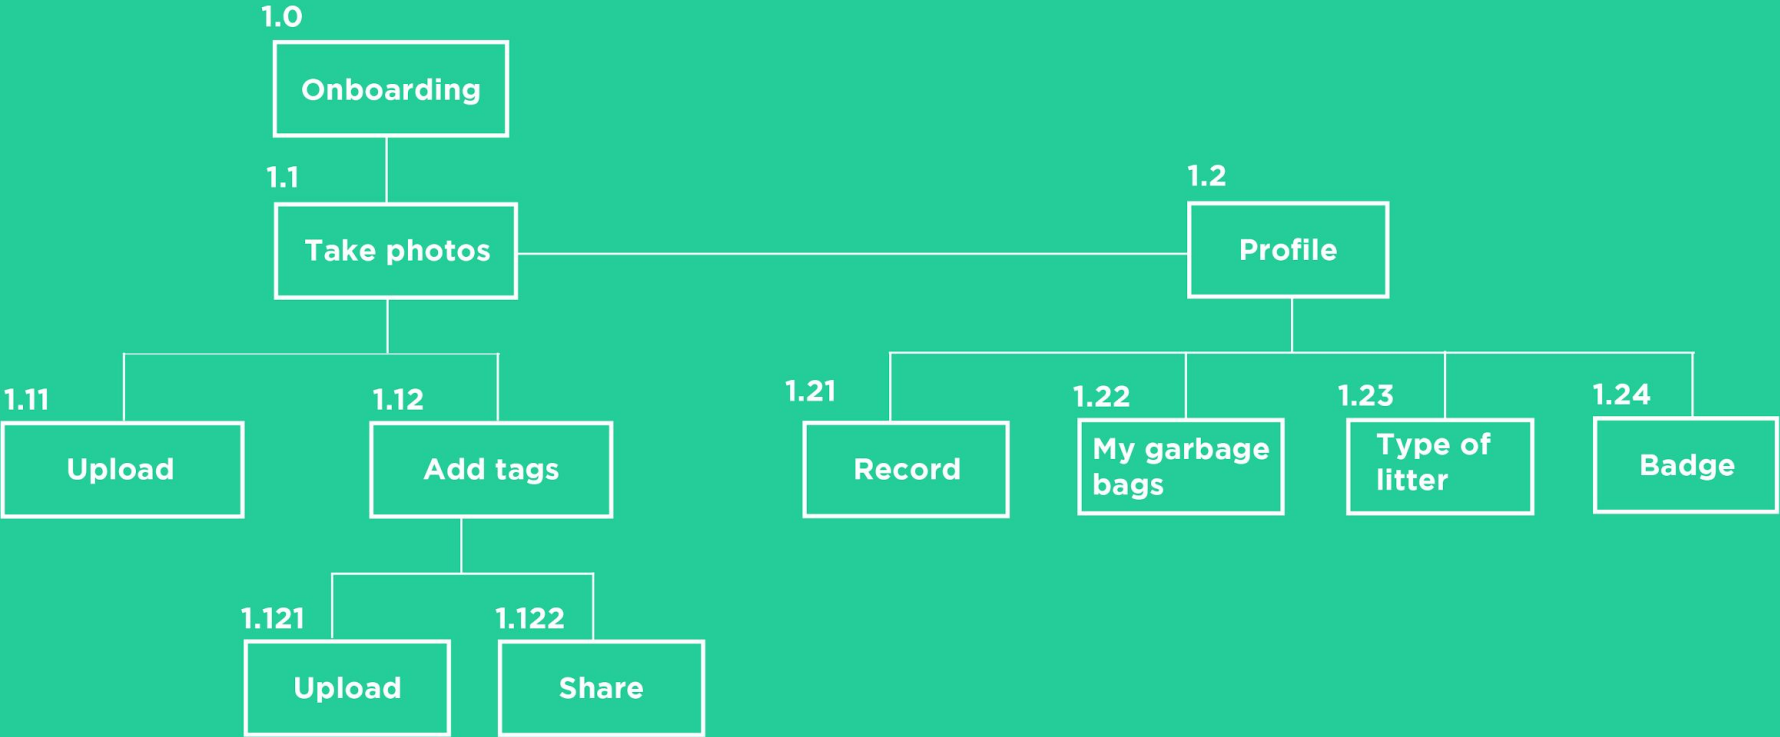 1.0
Onboarding
1.1
Take photos
1.2
Profile
1.11
Upload
1.12
Add tags
1.21
Record
1.22
My garbage
bags
1.23
Type of
litter
1.24
Badge
1.121
Upload
1.122
Share